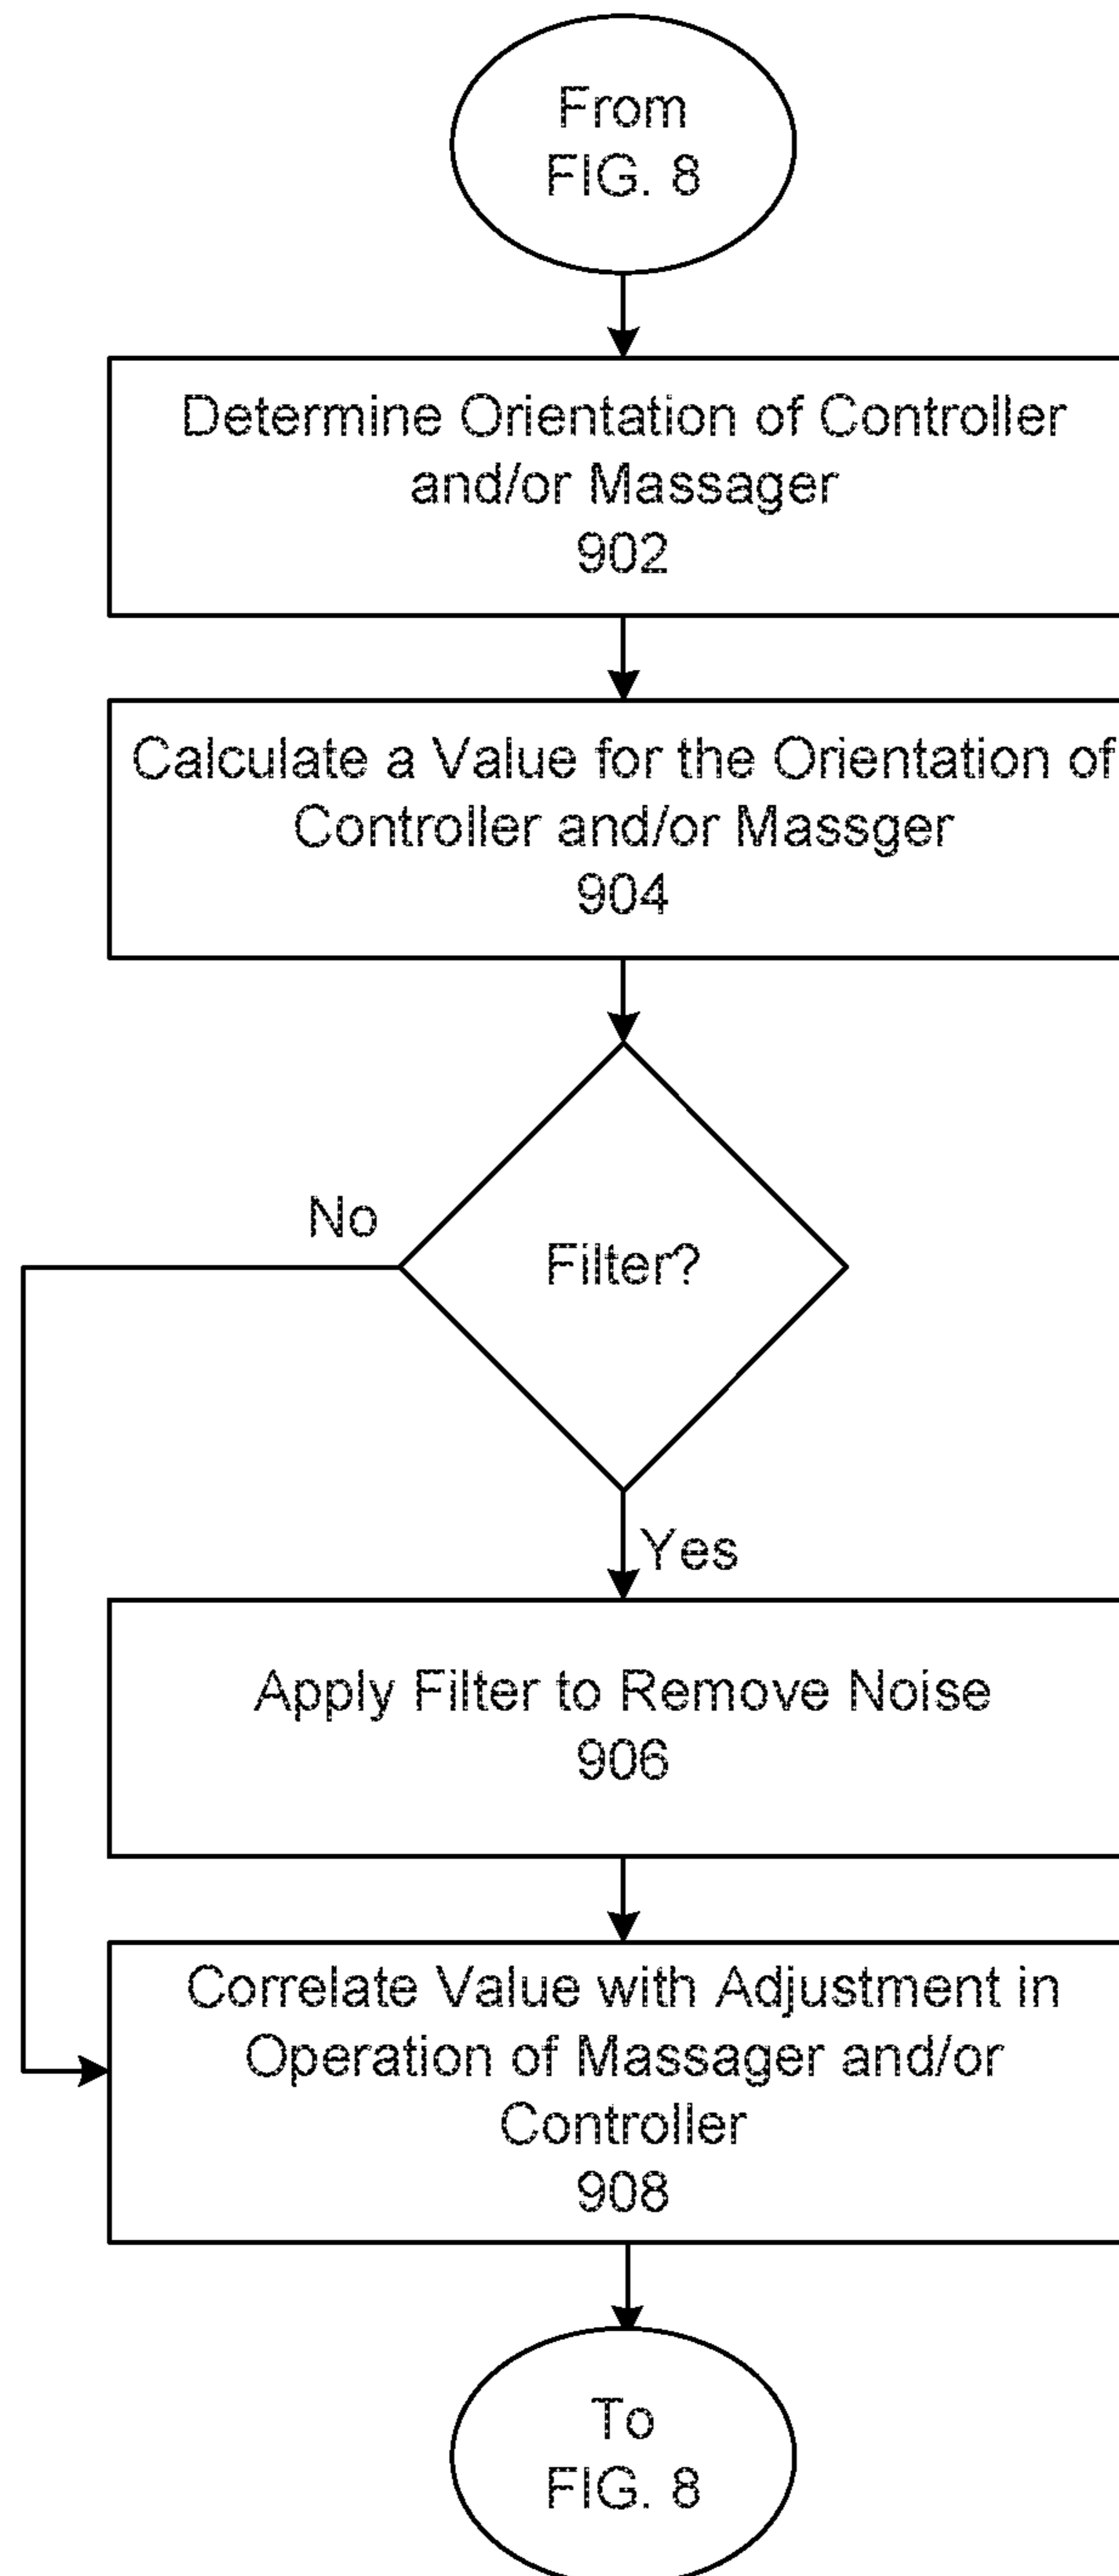 From
FIG. 8
Determine Orientation of Controller
and/or Massager
902
Calculate a Value for the Orientation of
Controller and/or Massger
904
Filter?
No
Yes
Apply Filter to Remove Noise
906
Correlate Value with Adjustment in
Operation of Massager and/or
Controller
908
To
FIG. 8